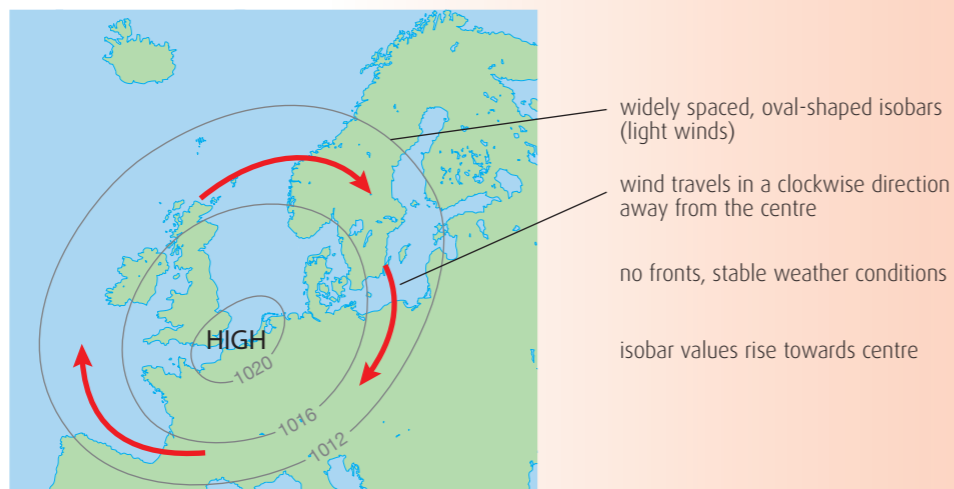 widely spaced, oval-shaped isobars
(light winds)
wind travels in a clockwise direction
away from the centre
no fronts, stable weather conditions
HIGH
isobar values rise towards centre
1020
1016
1012